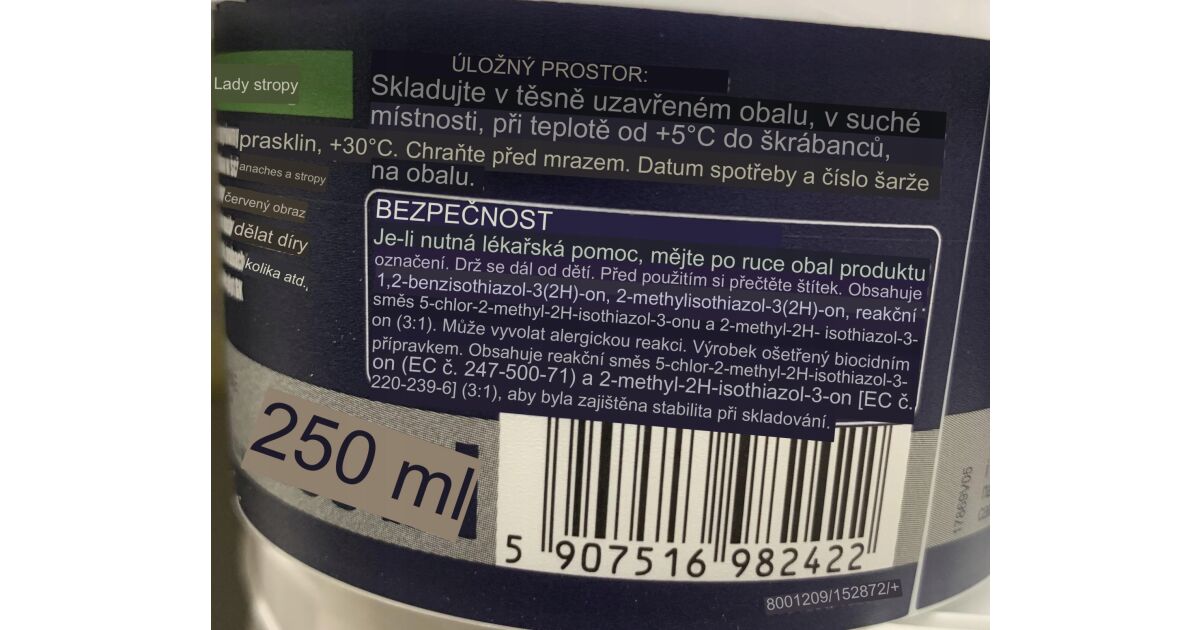 Lady stropy
ÚLOŽNÝ PROSTOR:
Skladujte v těsně uzavřeném obalu, v suché
místnosti, při teplotě od +5°C do škrábanců,
prasklin, +30°C. Chraňte před mrazem. Datum spotřeby a číslo šarže
na obalu.
anaches a stropy
červený obraz
dělat díry
kolika atd.,
BEZPEČNOST
Je-li nutná lékařská pomoc, mějte po ruce obal produktu
označení. Drž se dál od dětí. Před použitím si přečtěte štítek. Obsahuje
1,2-benzisothiazol-3(2H)-on, 2-methylisothiazol-3(2H)-on, reakční
směs 5-chlor-2-methyl-2H-isothiazol-3-onu a 2-methyl-2H- isothiazol-3-
on (3:1). Může vyvolat alergickou reakci. Výrobek ošetřený biocidním
přípravkem. Obsahuje reakční směs 5-chlor-2-methyl-2H-isothiazol-3-
on (EC č. 247-500-71) a 2-methyl-2H-isothiazol-3-on [EC č.
220-239-6] (3:1), aby byla zajištěna stabilita při skladování.
250 ml
5 907516 982422
8001209/152872/+
17869V05